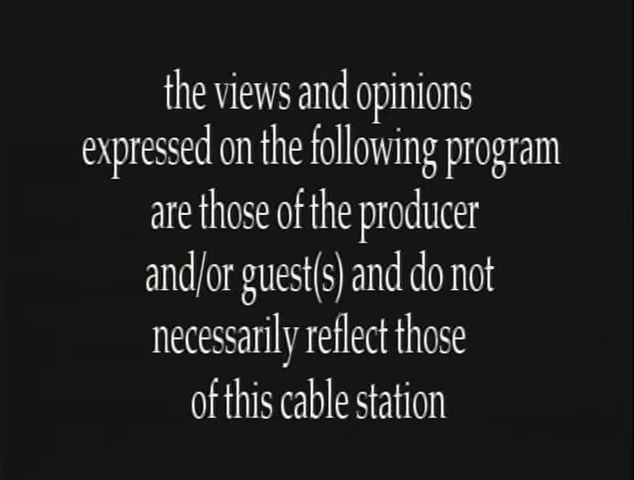 the views and opinions
expressed on the following program
are those of the producer
and/or guest(s) and do not
necessarily reflect those
of this cable station